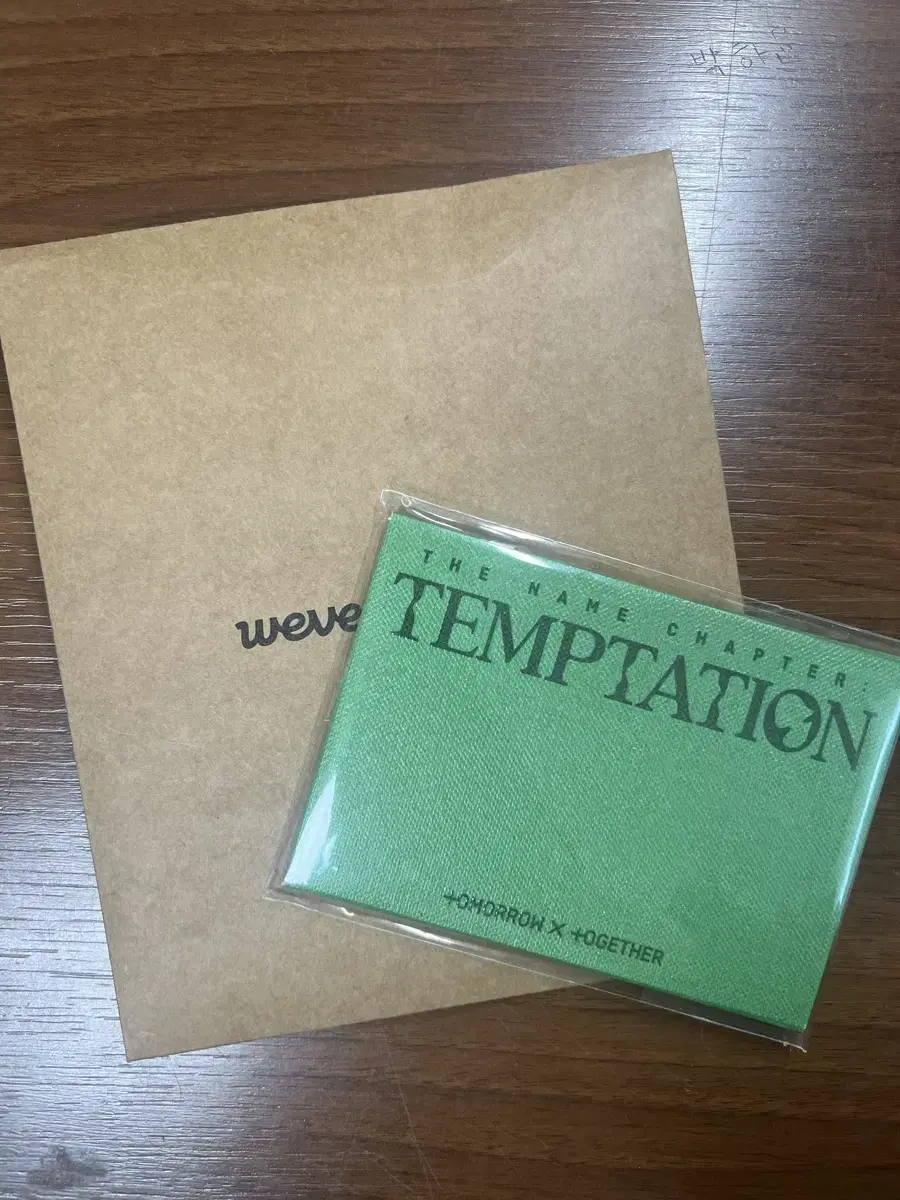 weve
THE NAME CHAPTER:
TEMPTATION
TOMORROW X TOGETHER